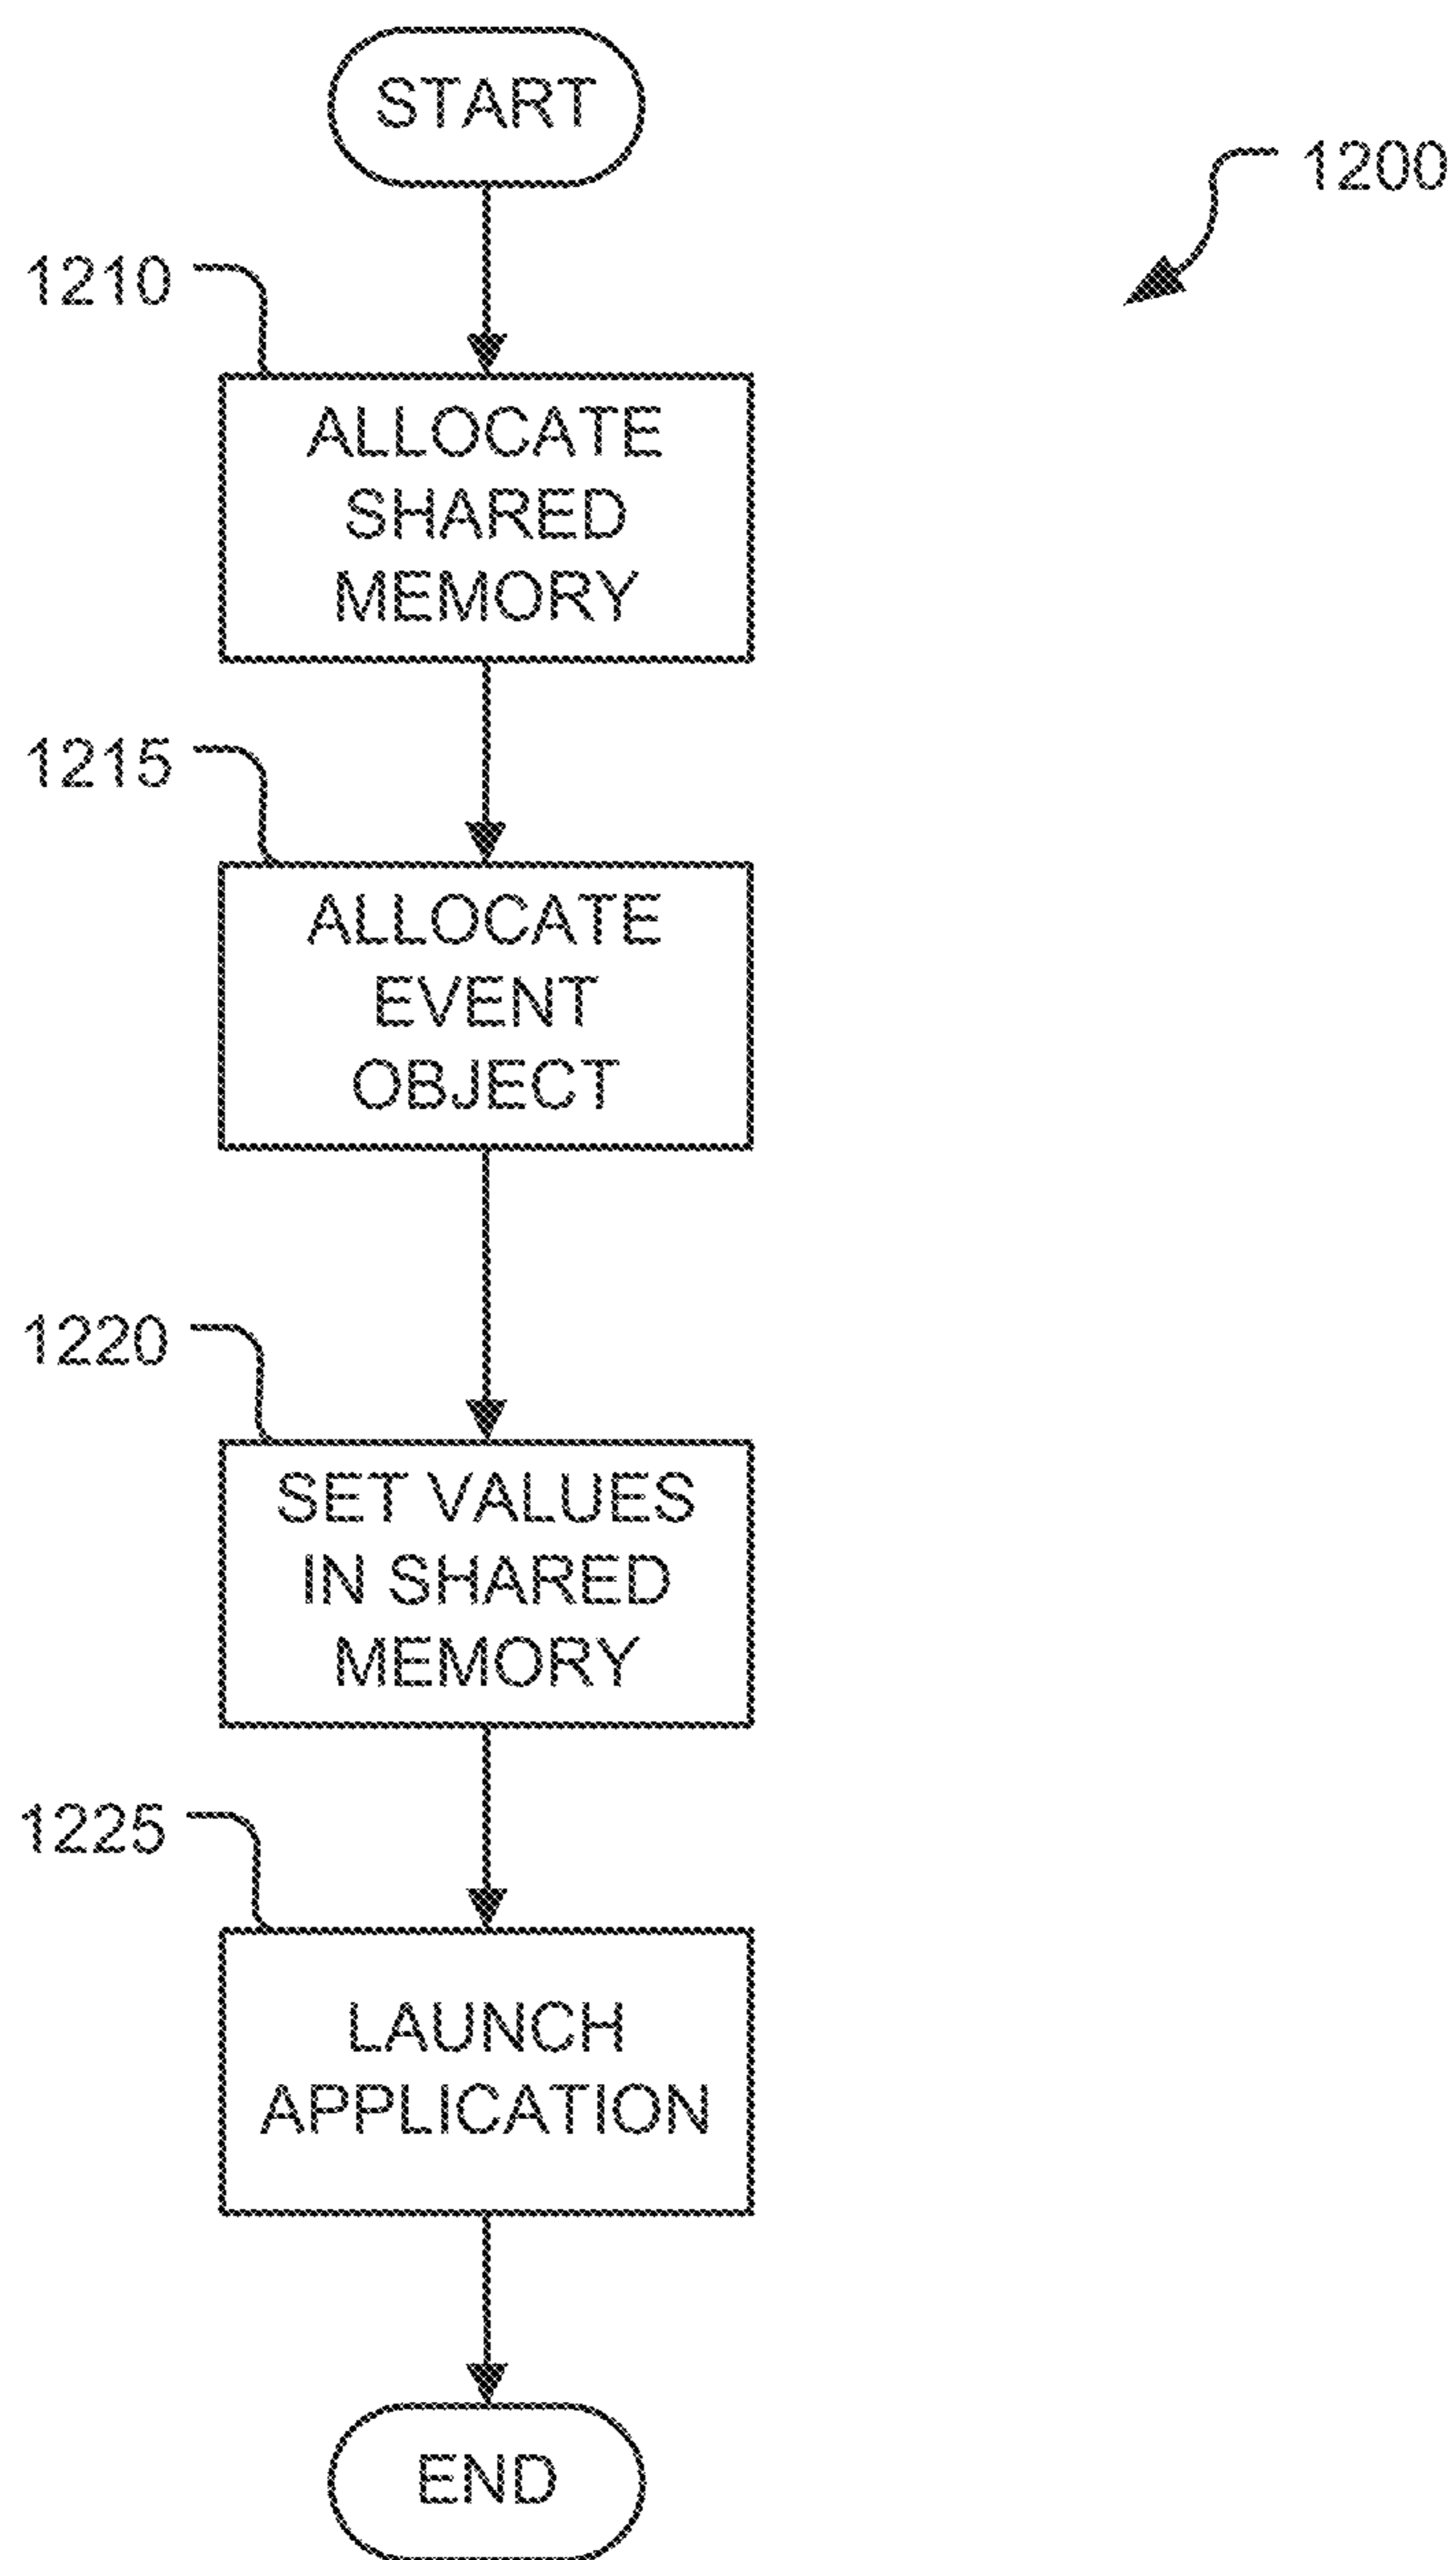 START
1200
1210
ALLOCATE
SHARED
MEMORY
1215
ALLOCATE
EVENT
OBJECT
1220
SET VALUES
IN SHARED
MEMORY
1225
LAUNCH
APPLICATION
END